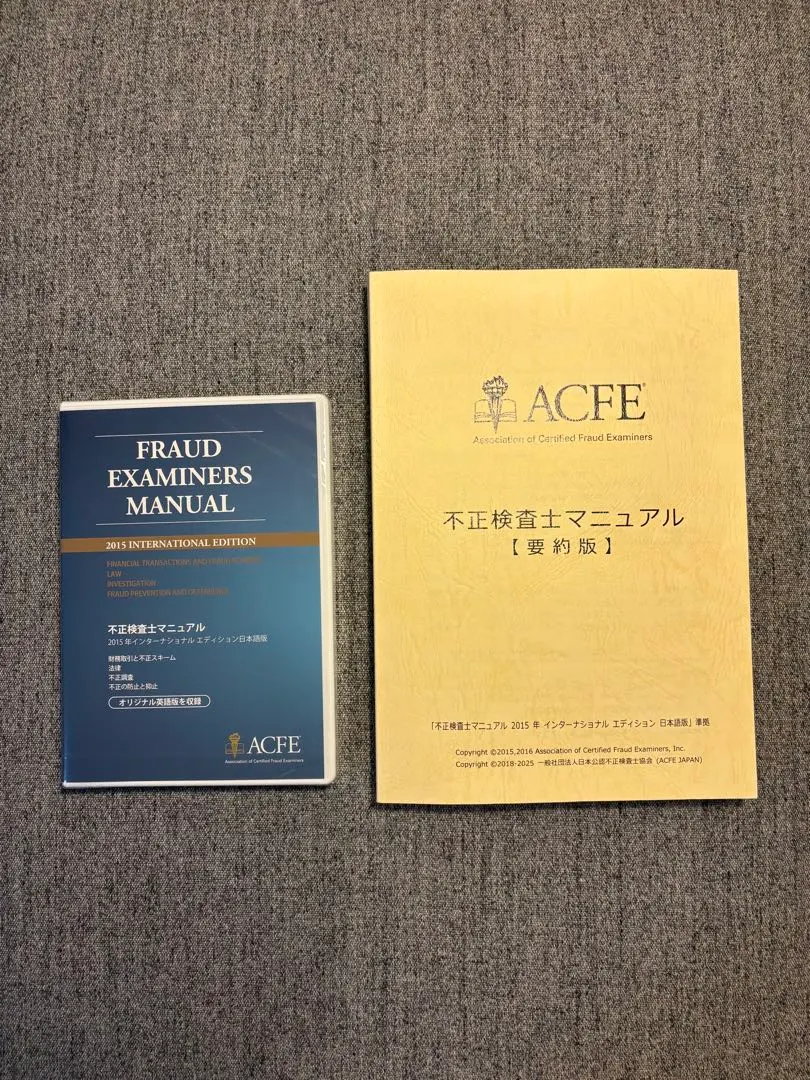 FRAUD
EXAMINERS
MANUAL
2015 INTERNATIONAL EDITION
FINANCIAL TRANSACTIONS AND FRAUD SCHEMES
LAW
INVESTIGATION
FRAUD PREVENTION AND DETERRENCE
不正検査士マニュアル
2015 年インターナショナル エディション日本語版
財務取引と不正スキーム
法律
不正調査
不正の防止と抑止
オリジナル英語版を収録
ACFE
Association of Certified Fraud Examiners
ACFE®
Association of Certified Fraud Examiners
不正検査士マニュアル
【要約版】
「不正検査士マニュアル 2015 年 インターナショナル エディション 日本語版」準拠
Copyright ©2015,2016 Association of Certified Fraud Examiners, Inc.
Copyright ©2018-2025 一般社団法人日本公認不正検査士協会 (ACFE JAPAN)